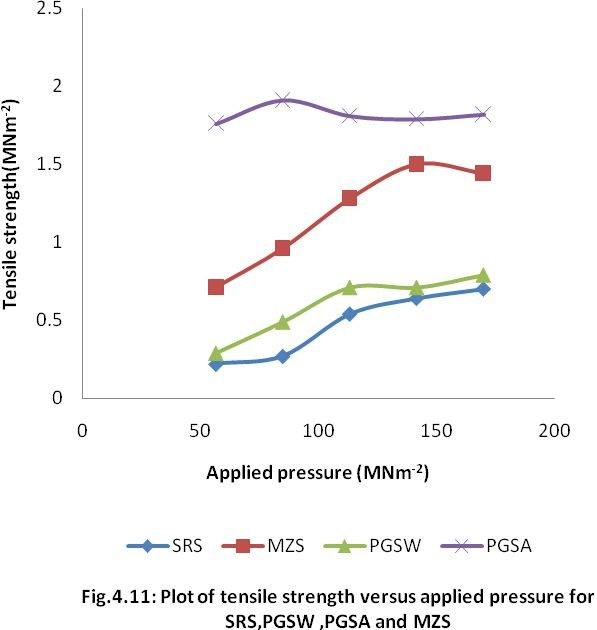 2.5
2
1.5
1
0.5
0
Tensile strength(MNm-2)
0 50 100 150 200
Applied pressure (MNm-2)
SRS MZS PGSW PGSA
Fig.4.11: Plot of tensile strength versus applied pressure for
SRS,PGSW ,PGSA and MZS